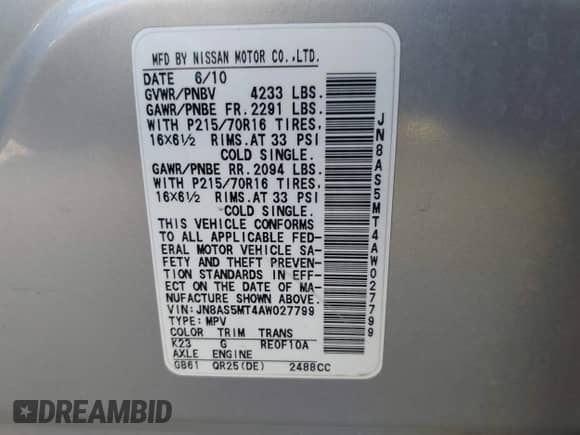 MFD BY NISSAN MOTOR CO.,LTD.
DATE 6/10
GVWR/PNBV 4233 LBS.
GAWR/PNBE FR. 2291 LBS.
WITH P215/70R16 TIRES,
16X6½ RIMS. AT 33 PSI
COLD SINGLE.
GAWR/PNBE RR. 2094 LBS.
WITH P215/70R16 TIRES,
16X6½ RIMS. AT 33 PSI
COLD SINGLE.
THIS VEHICLE CONFORMS
TO ALL APPLICABLE FED-
ERAL MOTOR VEHICLE SA-
FETY AND THEFT PREVEN-
TION STANDARDS IN EFF-
ECT ON THE DATE OF MA-
NUFACTURE SHOWN ABOVE.
VIN:JN8AS5MT4AW027799
TYPE:MPV
COLOR TRIM TRANS
K23 G RE0F10A
AXLE ENGINE
GB61 QR25(DE) 2488CC
JN8AS5MT4AW027799
DREAMBID